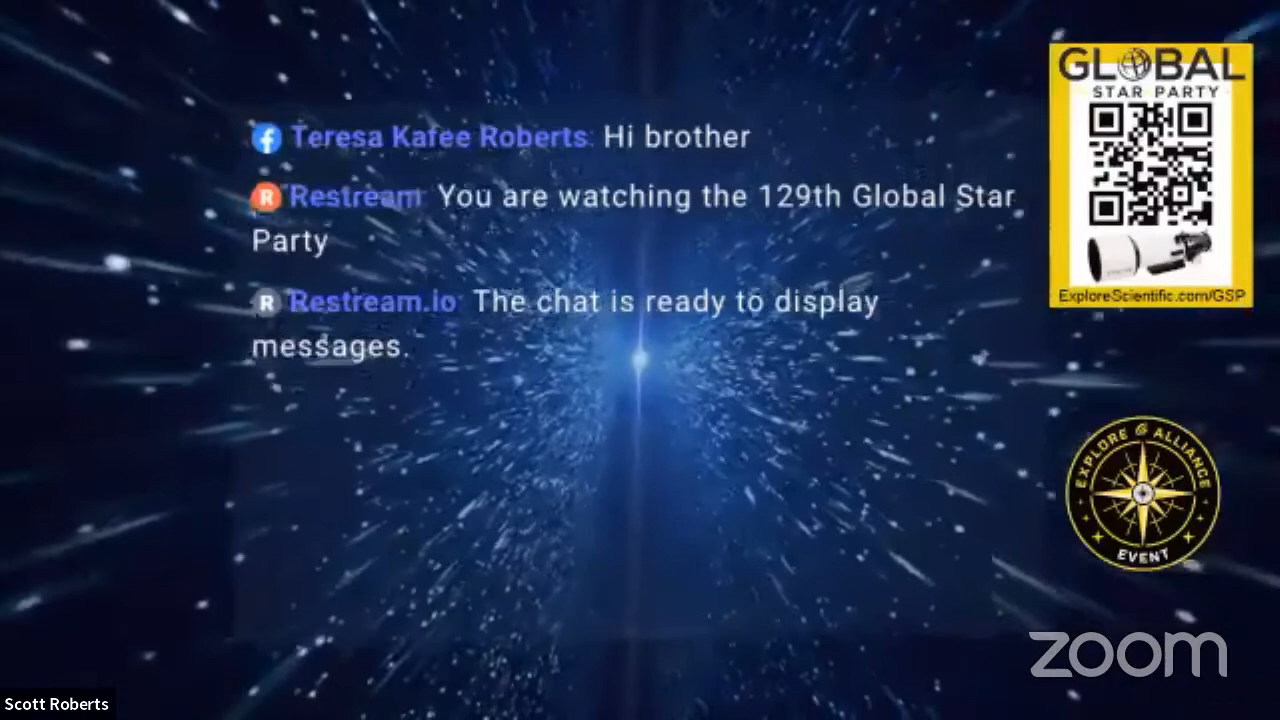 Teresa Kafee Roberts: Hi brother
Restream: You are watching the 129th Global Star
Party
Restream.io: The chat is ready to display
messages.
GLOBAL
STAR PARTY
ExploreScientific.com/GSP
EXPLORE ALLIANCE
EVENT
zoom
Scott Roberts